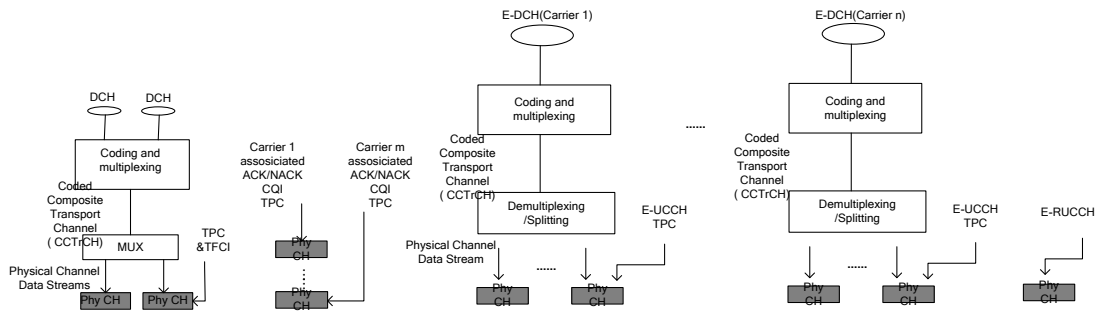 E-DCH(Carrier 1)
E-DCH(Carrier n)
DCH
DCH
Coding and
multiplexing
Coded
Composite
Transport
Channel
( CCTrCH)
MUX
TPC
&TFCI
Physical Channel
Data Streams
Phy CH
Phy CH
Carrier 1
assosiciated
ACK/NACK
CQI
TPC
Carrier m
assosiciated
ACK/NACK
CQI
TPC
Phy
CH
......
Phy
CH
Coding and
multiplexing
Coded
Composite
Transport
Channel
( CCTrCH)
Demultiplexing
/Splitting
E-UCCH
TPC
Physical Channel
Data Stream
......
Phy
CH
Phy
CH
......
Coding and
multiplexing
Coded
Composite
Transport
Channel
( CCTrCH)
Demultiplexing
/Splitting
E-UCCH
TPC
......
Phy
CH
Phy
CH
E-RUCCH
Phy
CH